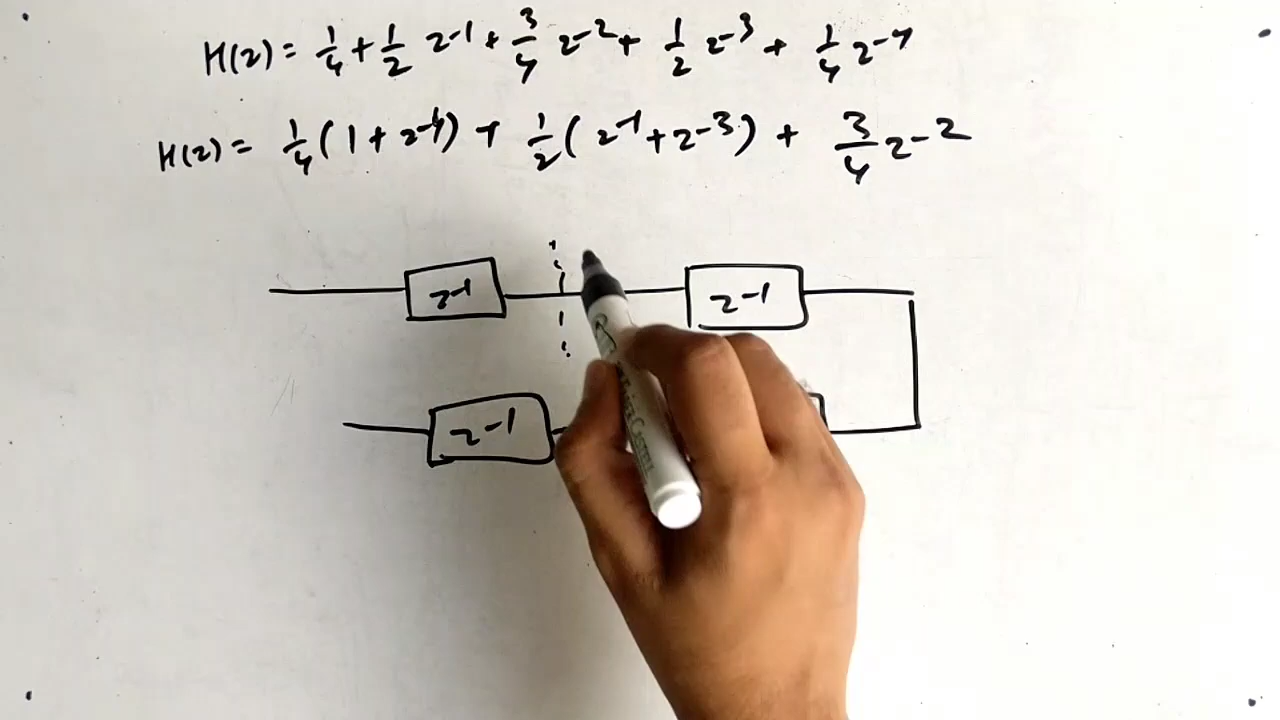 H(z) = 1/4 + 1/2 z-1 + 3/4 z-2 + 1/2 z-3 + 1/4 z-4
H(z) = 1/4 (1 + z-4) + 1/2 (z-1 + z-3) + 3/4 z-2
z-1 z-1
z-1